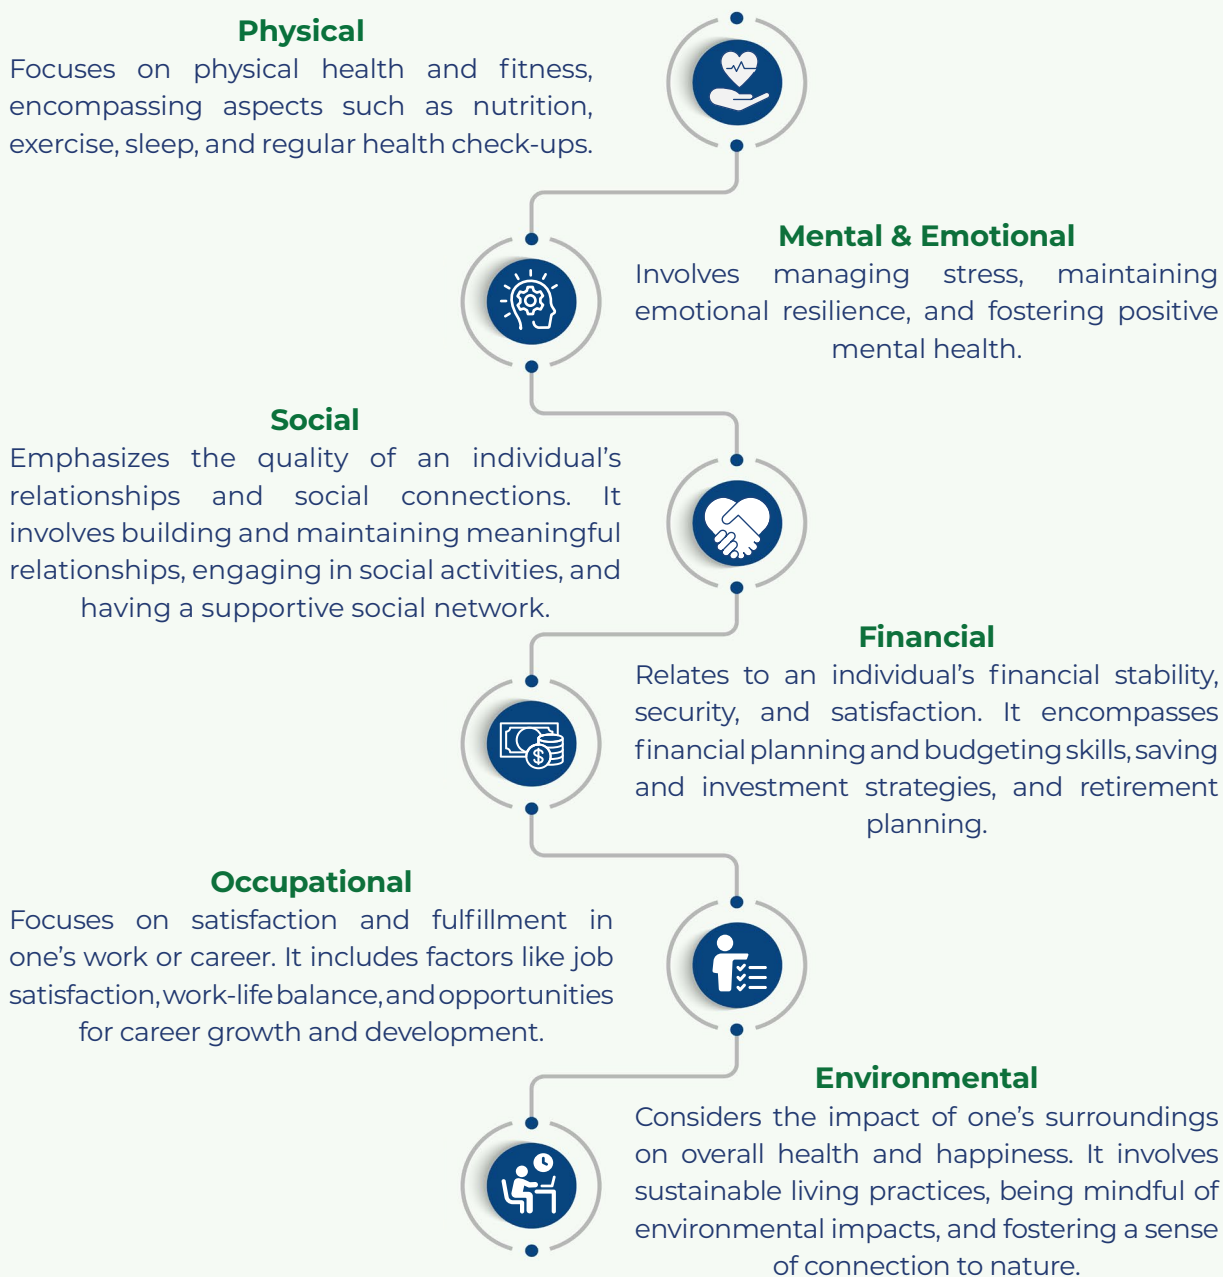 Physical
Focuses on physical health and fitness,
encompassing aspects such as nutrition,
exercise, sleep, and regular health check-ups.
Mental & Emotional
Involves managing stress, maintaining
emotional resilience, and fostering positive
mental health.
Social
Emphasizes the quality of an individual’s
relationships and social connections. It
involves building and maintaining meaningful
relationships, engaging in social activities, and
having a supportive social network.
Financial
Relates to an individual’s financial stability,
security, and satisfaction. It encompasses
financial planning and budgeting skills, saving
and investment strategies, and retirement
planning.
$
Occupational
Focuses on satisfaction and fulfillment in
one’s work or career. It includes factors like job
satisfaction, work-life balance, and opportunities
for career growth and development.
Environmental
Considers the impact of one’s surroundings
on overall health and happiness. It involves
sustainable living practices, being mindful of
environmental impacts, and fostering a sense
of connection to nature.